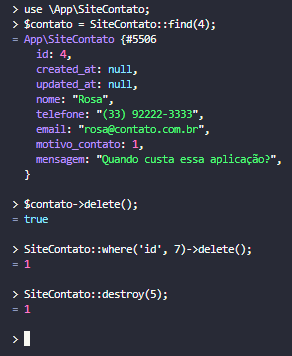 > use \App\SiteContato;
> $contato = SiteContato::find(4);
= App\SiteContato {#5506
id: 4,
created_at: null,
updated_at: null,
nome: "Rosa",
telefone: "(33) 92222-3333",
email: "rosa@contato.com.br",
motivo_contato: 1,
mensagem: "Quando custa essa aplicação?",
}
> $contato->delete();
= true
> SiteContato::where('id', 7)->delete();
= 1
> SiteContato::destroy(5);
= 1
>